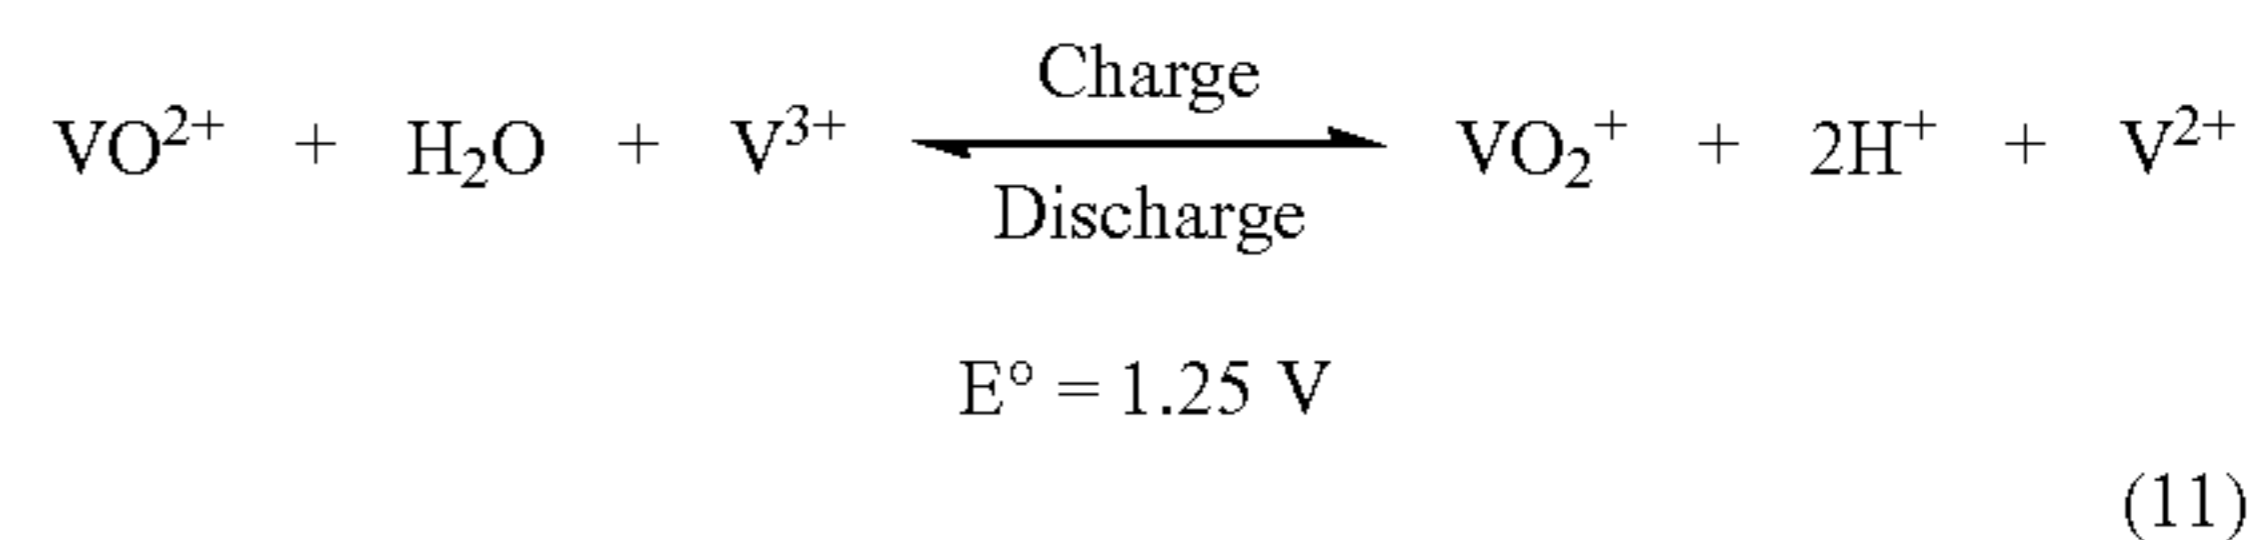 Charge
VO²⁺ + H₂O + V³⁺ ⇌ VO₂⁺ + 2H⁺ + V²⁺
Discharge
E° = 1.25 V
(11)